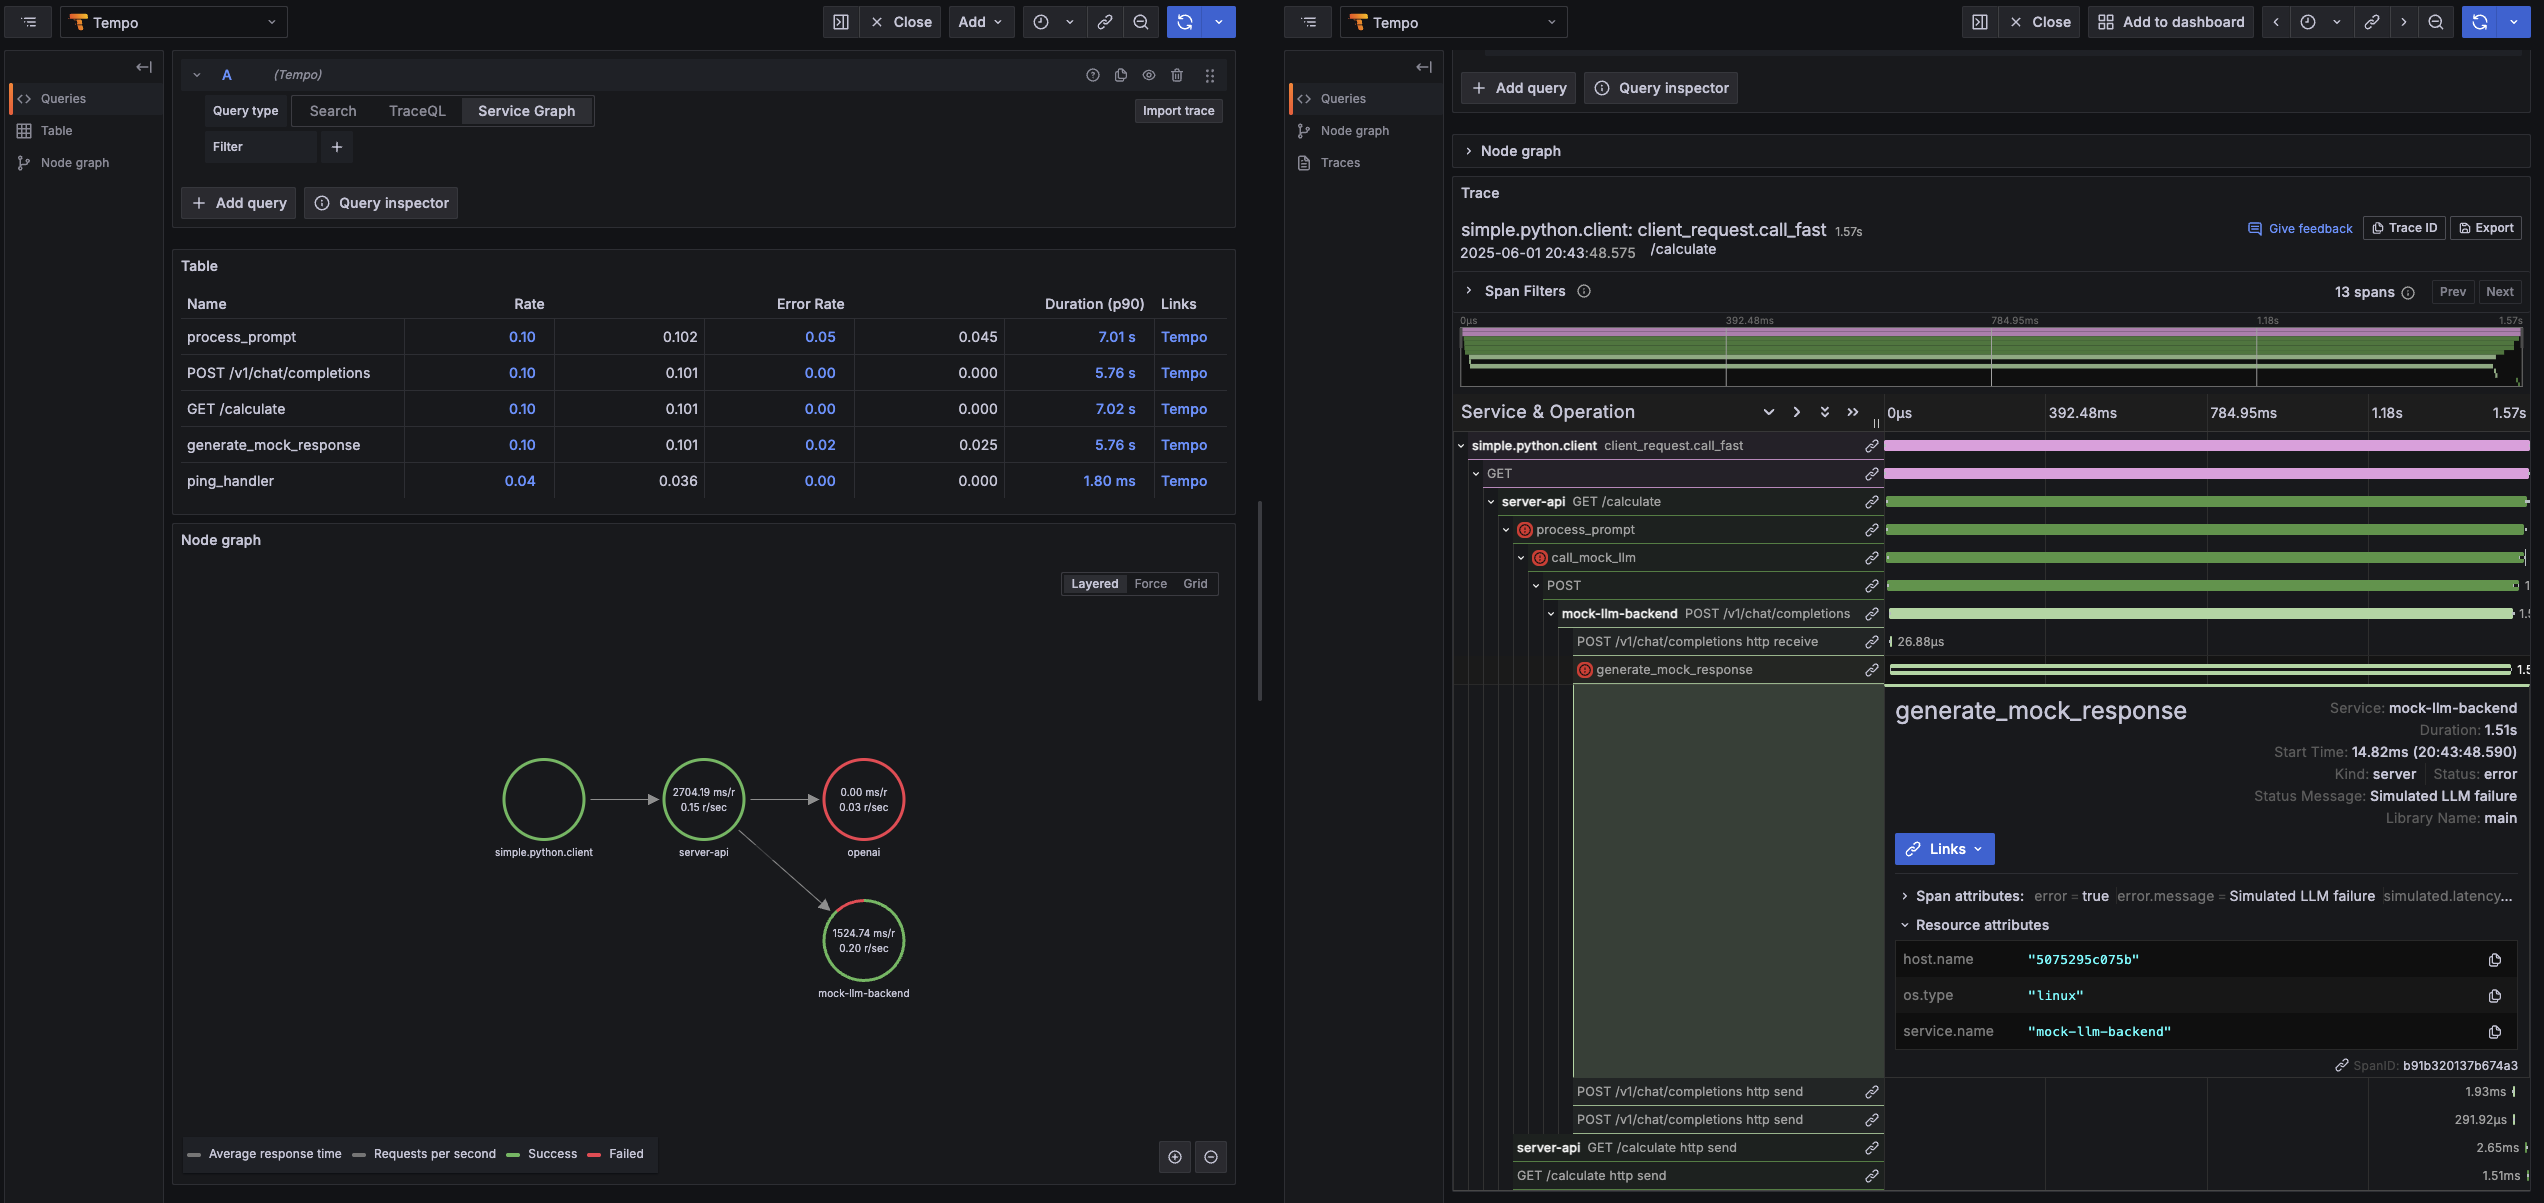 Tempo
Close
Add
Queries
Table
Node graph
A (Tempo)
Query type Search TraceQL Service Graph Import trace
Filter
Add query Query inspector
Table
Name Rate Error Rate Duration (p90) Links
process_prompt 0.10 0.102 0.05 0.045 7.01 s Tempo
POST /v1/chat/completions 0.10 0.101 0.00 0.000 5.76 s Tempo
GET /calculate 0.10 0.101 0.00 0.000 7.02 s Tempo
generate_mock_response 0.10 0.101 0.02 0.025 5.76 s Tempo
ping_handler 0.04 0.036 0.00 0.000 1.80 ms Tempo
Node graph
Layered Force Grid
simple.python.client
2704.19 ms/r
0.15 r/sec
server-api
0.00 ms/r
0.03 r/sec
openai
1524.74 ms/r
0.20 r/sec
mock-llm-backend
Average response time Requests per second Success Failed
Tempo
Close
Add to dashboard
Queries
Node graph
Traces
Add query Query inspector
Node graph
Trace
simple.python.client: client_request.call_fast 1.57s
Give feedback Trace ID Export
2025-06-01 20:43:48.575 /calculate
Span Filters 13 spans Prev Next
0µs 392.48ms 784.95ms 1.18s 1.57s
Service & Operation 0µs 392.48ms 784.95ms 1.18s 1.57s
simple.python.client client_request.call_fast
GET
server-api GET /calculate
process_prompt
call_mock_llm
POST 1
mock-llm-backend POST /v1/chat/completions 1.5
POST /v1/chat/completions http receive 26.88µs
generate_mock_response 1.5
generate_mock_response
Service: mock-llm-backend
Duration: 1.51s
Start Time: 14.82ms (20:43:48.590)
Kind: server Status: error
Status Message: Simulated LLM failure
Library Name: main
Links
Span attributes: error = true error.message = Simulated LLM failure simulated.latency...
Resource attributes
host.name "5075295c075b"
os.type "linux"
service.name "mock-llm-backend"
SpanID: b91b320137b674a3
POST /v1/chat/completions http send 1.93ms
POST /v1/chat/completions http send 291.92µs
server-api GET /calculate http send 2.65ms
GET /calculate http send 1.51ms